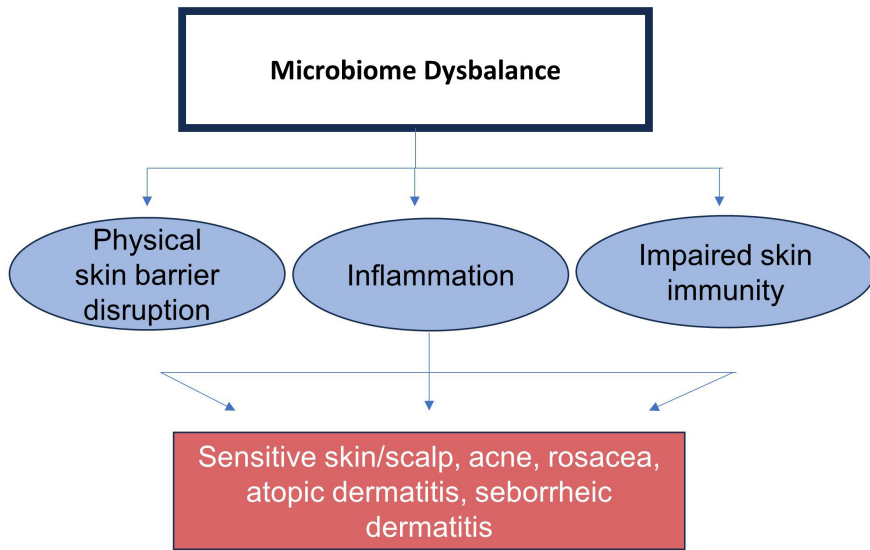 Microbiome Dysbalance
Physical
skin barrier
disruption
Inflammation
Impaired skin
immunity
Sensitive skin/scalp, acne, rosacea,
atopic dermatitis, seborrheic
dermatitis